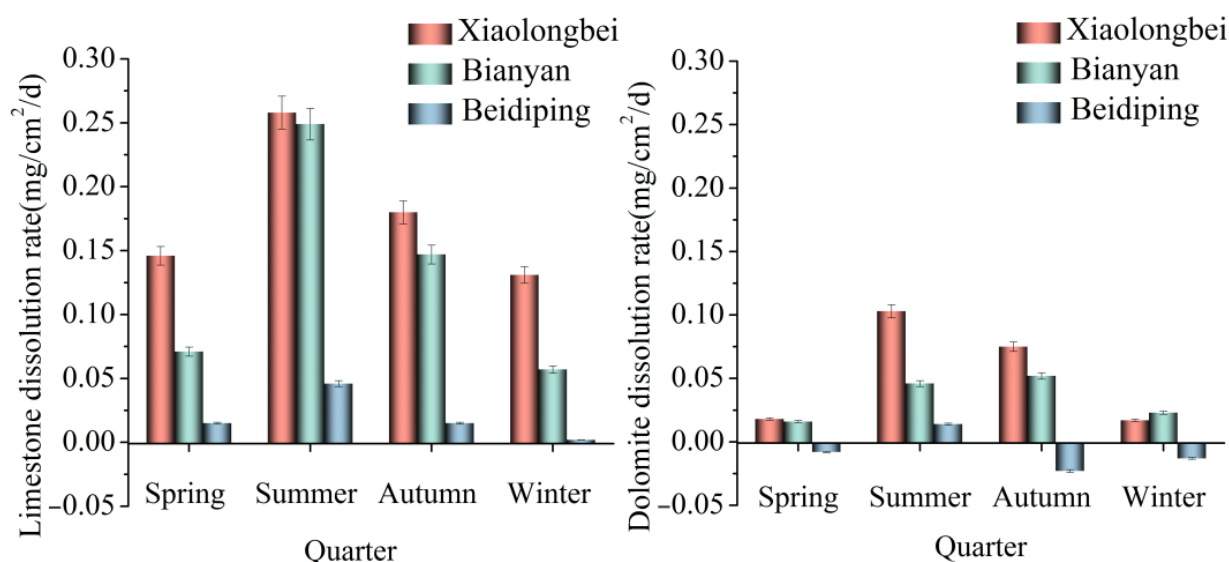 Xiaolongbei
Bianyan
Beidiping
0.30
0.25
0.20
0.15
0.10
0.05
0.00
−0.05
Limestone dissolution rate(mg/cm²/d)
Spring Summer Autumn Winter
Quarter
Xiaolongbei
Bianyan
Beidiping
0.30
0.25
0.20
0.15
0.10
0.05
0.00
−0.05
Dolomite dissolution rate(mg/cm²/d)
Spring Summer Autumn Winter
Quarter